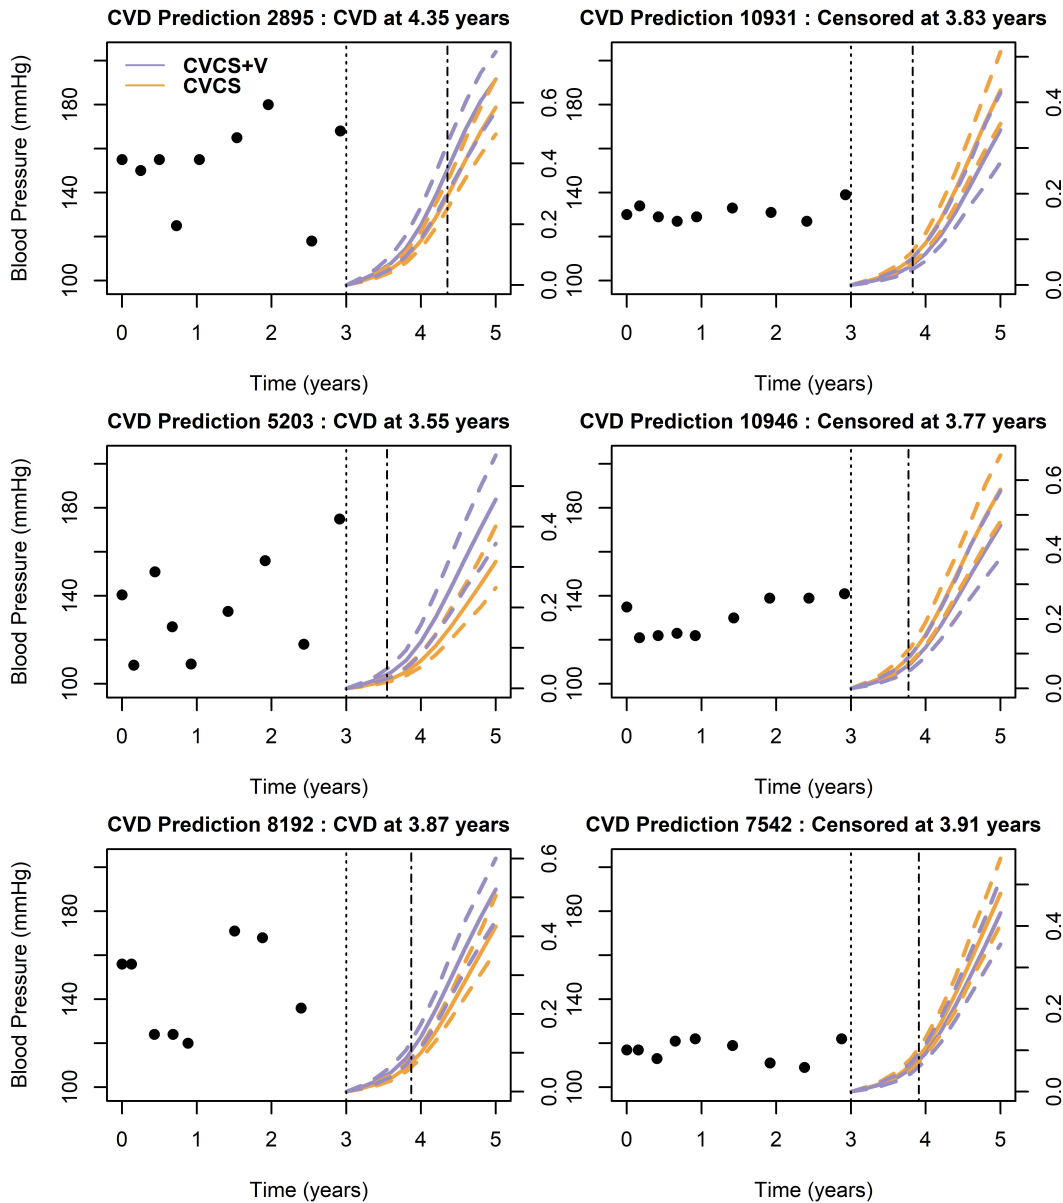 CVD Prediction 2895 : CVD at 4.35 years
CVCS+V
CVCS
Blood Pressure (mmHg)
100 140 180
0.0 0.2 0.4 0.6
0 1 2 3 4 5
Time (years)
CVD Prediction 10931 : Censored at 3.83 years
100 140 180
0.0 0.2 0.4
0 1 2 3 4 5
Time (years)
CVD Prediction 5203 : CVD at 3.55 years
Blood Pressure (mmHg)
100 140 180
0.0 0.2 0.4
0 1 2 3 4 5
Time (years)
CVD Prediction 10946 : Censored at 3.77 years
100 140 180
0.0 0.2 0.4 0.6
0 1 2 3 4 5
Time (years)
CVD Prediction 8192 : CVD at 3.87 years
Blood Pressure (mmHg)
100 140 180
0.0 0.2 0.4 0.6
0 1 2 3 4 5
Time (years)
CVD Prediction 7542 : Censored at 3.91 years
100 140 180
0.0 0.2 0.4
0 1 2 3 4 5
Time (years)